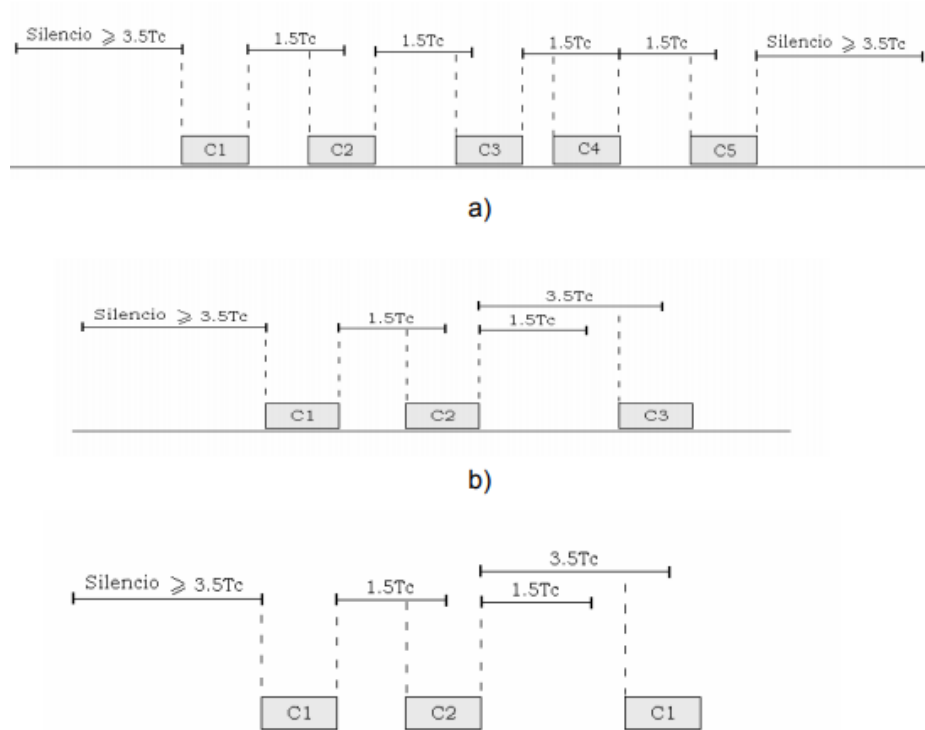 Silencio ⩾ 3.5Tc 1.5Tc 1.5Tc 1.5Tc 1.5Tc Silencio ⩾ 3.5Tc
C1 C2 C3 C4 C5
a)
3.5Tc
Silencio ⩾ 3.5Tc 1.5Tc 1.5Tc
C1 C2 C3
b)
3.5Tc
Silencio ⩾ 3.5Tc 1.5Tc 1.5Tc
C1 C2 C1